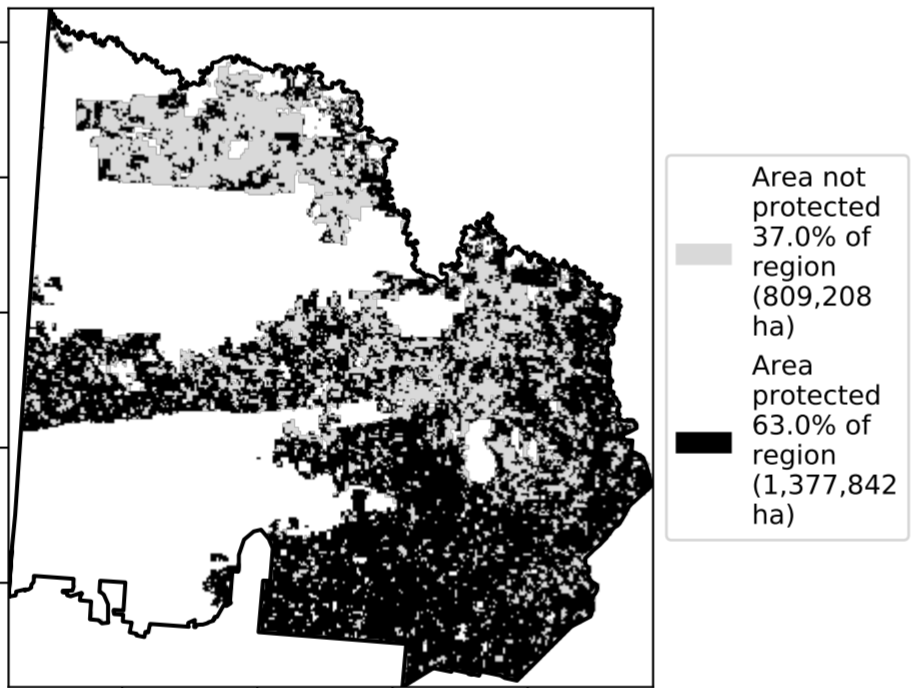 Area not
protected
37.0% of
region
(809,208
ha)
Area
protected
63.0% of
region
(1,377,842
ha)